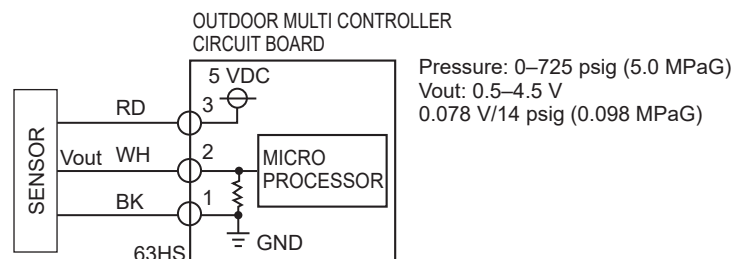 OUTDOOR MULTI CONTROLLER
CIRCUIT BOARD
5 VDC
Pressure: 0–725 psig (5.0 MPaG)
Vout: 0.5–4.5 V
0.078 V/14 psig (0.098 MPaG)
SENSOR
RD
3
Vout WH
2
MICRO
PROCESSOR
BK
1
GND
63HS